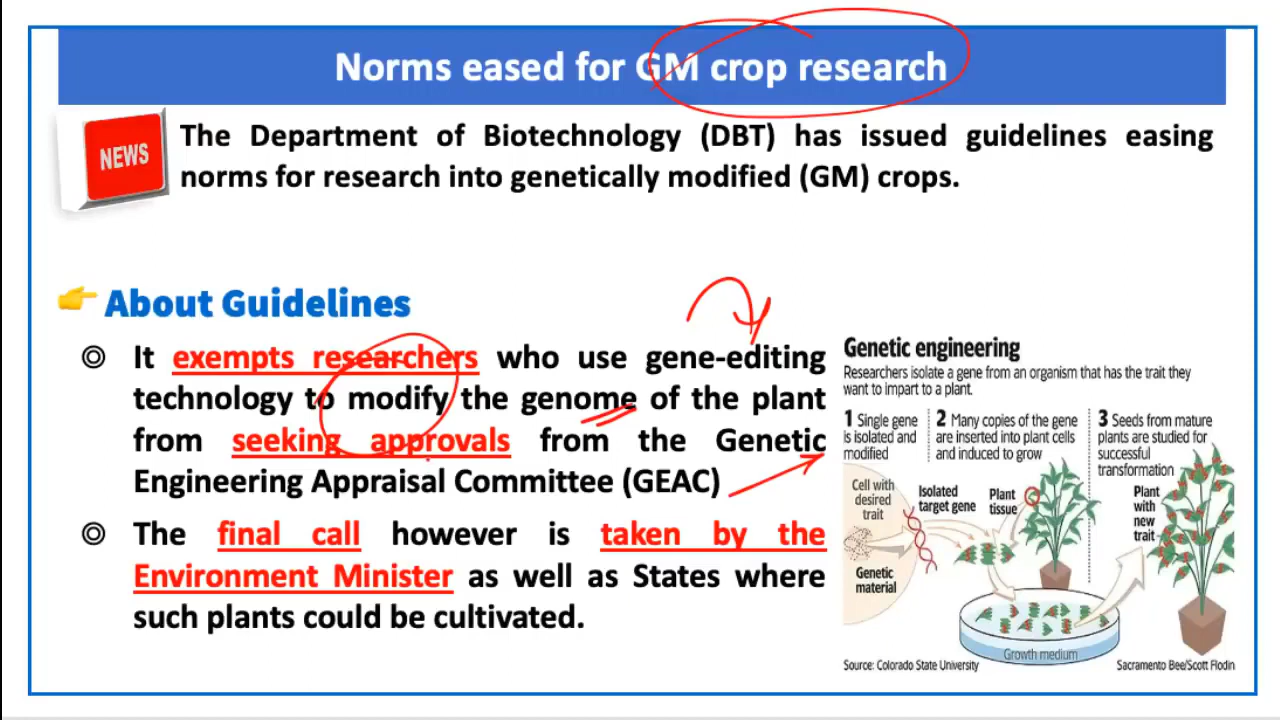 Norms eased for GM crop research
NEWS
The Department of Biotechnology (DBT) has issued guidelines easing
norms for research into genetically modified (GM) crops.
About Guidelines
It exempts researchers who use gene-editing
technology to modify the genome of the plant
from seeking approvals from the Genetic
Engineering Appraisal Committee (GEAC)
The final call however is taken by the
Environment Minister as well as States where
such plants could be cultivated.
Genetic engineering
Researchers isolate a gene from an organism that has the trait they
want to impart to a plant.
1 Single gene
is isolated and
modified
2 Many copies of the gene
are inserted into plant cells
and induced to grow
3 Seeds from mature
plants are studied for
successful
transformation
Cell with
desired
trait
Isolated
target gene
Plant
tissue
Plant
with
new
trait
Genetic
material
Growth medium
Source: Colorado State University
Sacramento Bee/Scott Flodin